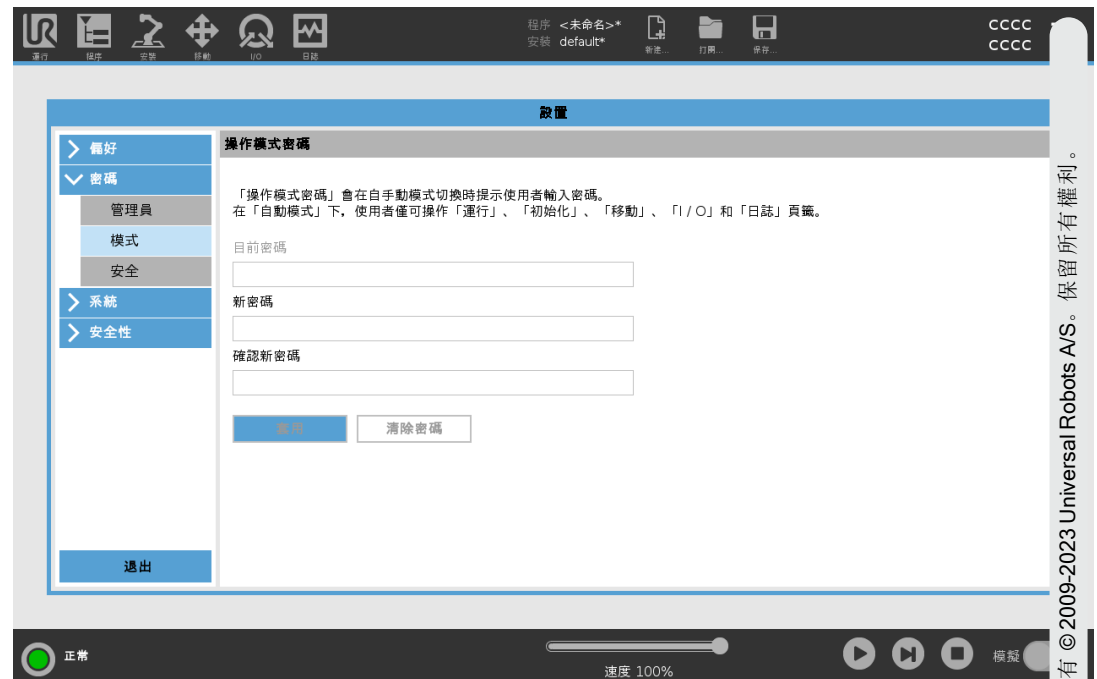 程序 <未命名>*
安装 default*
CCCC
CCCC
運行 程序 安裝 移動 I/O 日誌
新建... 打開... 保存...
設置
偏好
密碼
管理員
模式
安全
系統
安全性
退出
操作模式密碼
「操作模式密碼」會在自手動模式切換時提示使用者輸入密碼。
在「自動模式」下，使用者僅可操作「運行」、「初始化」、「移動」、「I / O」和「日誌」頁籤。
目前密碼
新密碼
確認新密碼
套用 清除密碼
正常
速度 100%
模擬
有 © 2009-2023 Universal Robots A/S。保留所有權利。